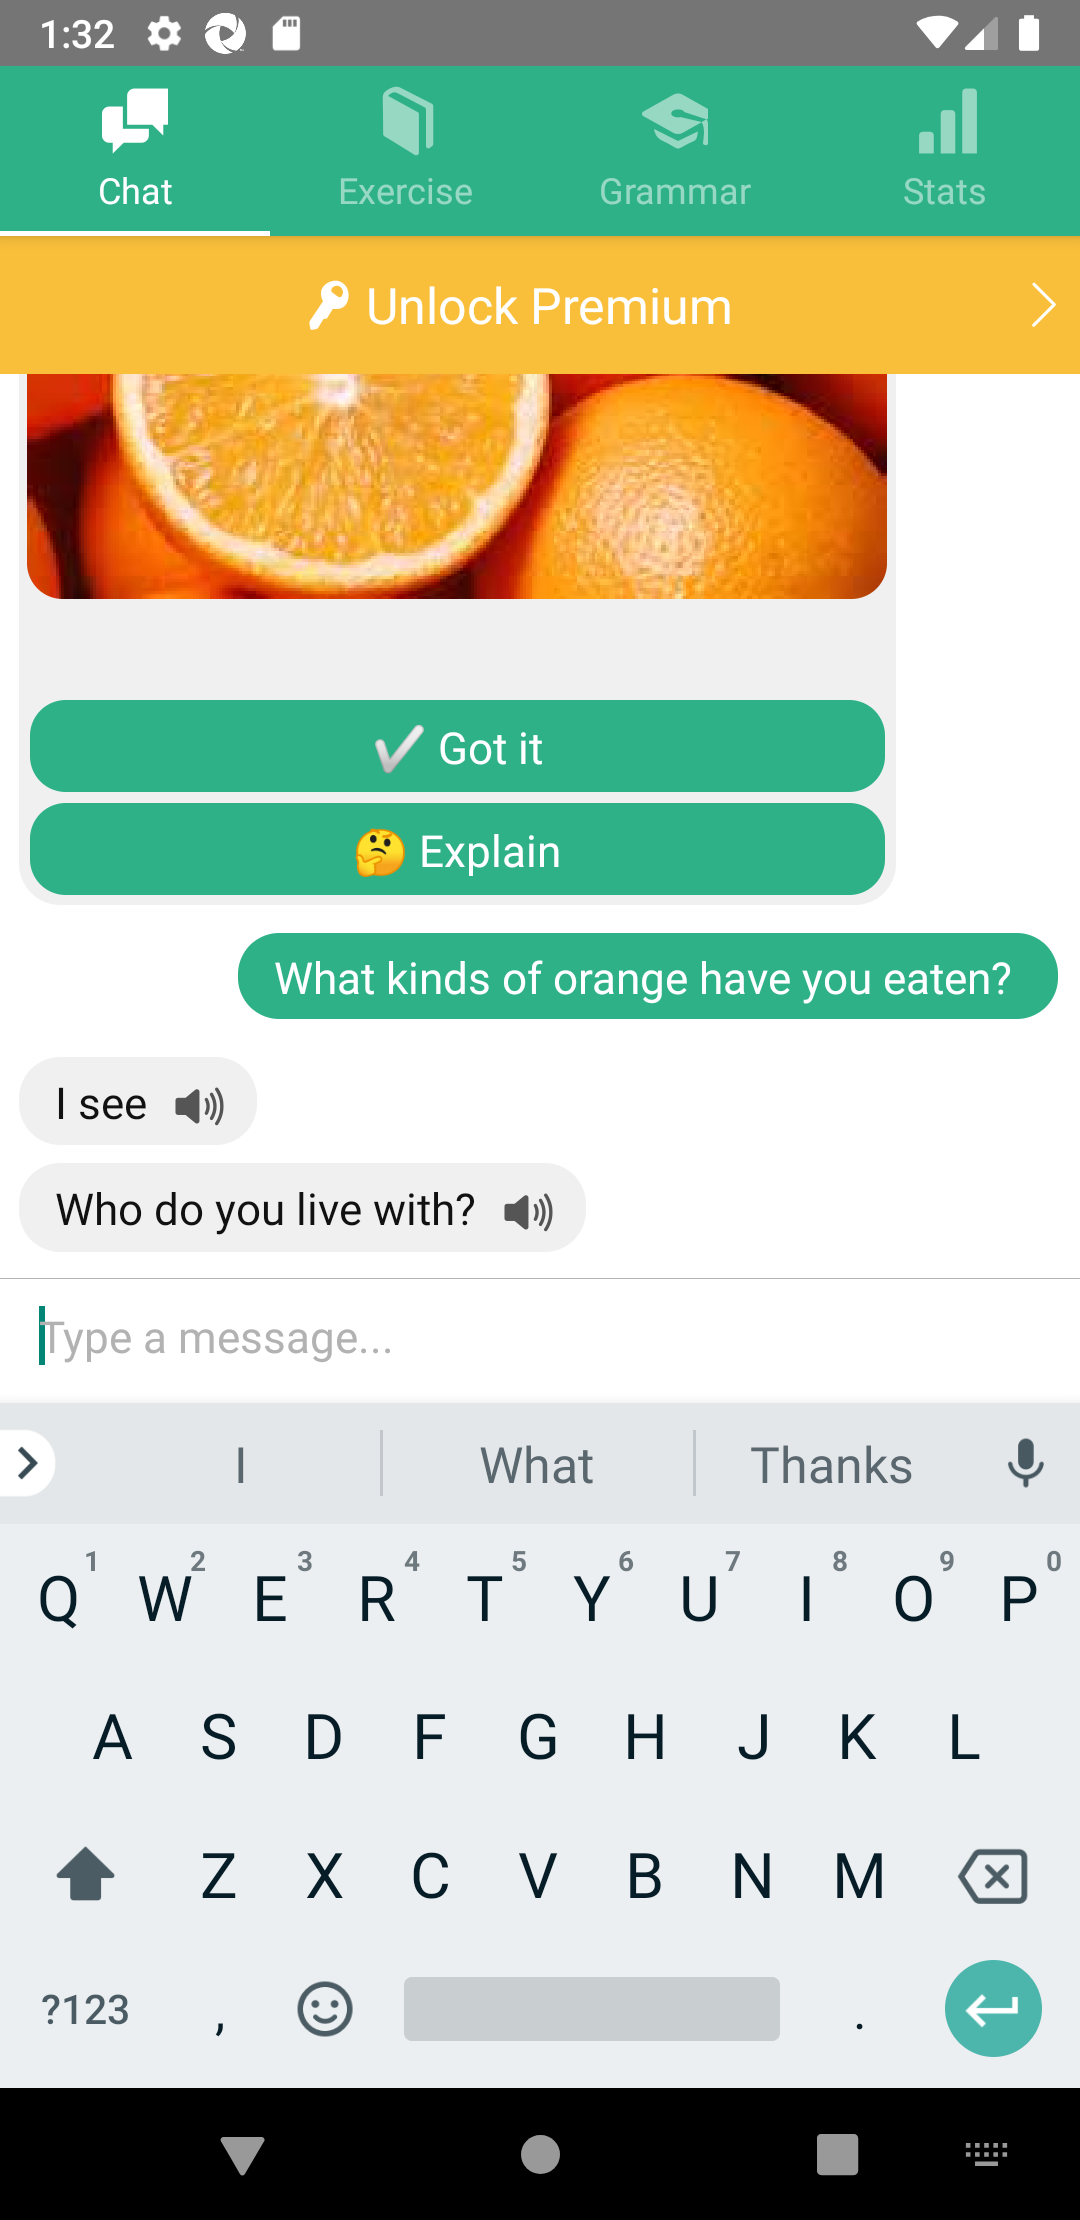 1:32
Chat
Exercise
Grammar
Stats
Unlock Premium
✔ Got it
🤔 Explain
What kinds of orange have you eaten?
I see
Who do you live with?
Type a message...
I What Thanks
Q 1 W 2 E 3 R 4 T 5 Y 6 U 7 I 8 O 9 P 0
A S D F G H J K L
Z X C V B N M
?123 , .